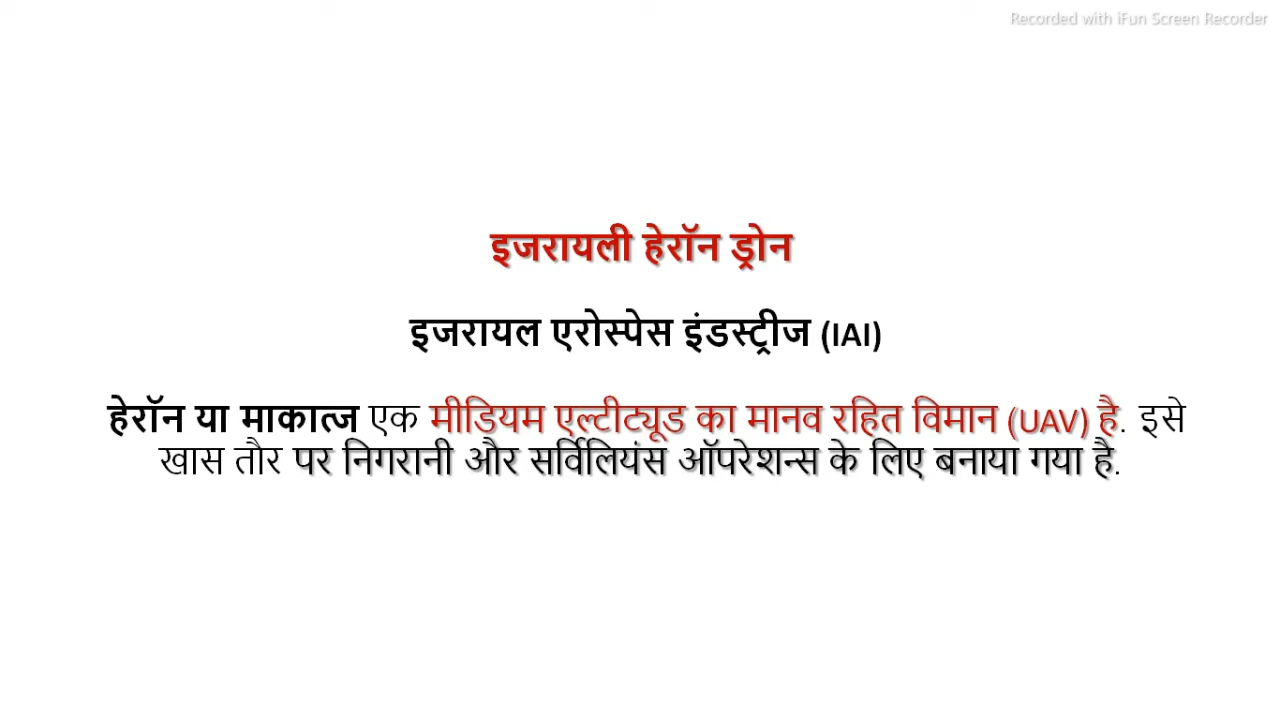 Recorded with iFun Screen Recorder
इजरायली हेरॉन ड्रोन
इजरायल एरोस्पेस इंडस्ट्रीज (IAI)
हेरॉन या माकात्ज एक मीडियम एल्टीट्यूड का मानव रहित विमान (UAV) है. इसे
खास तौर पर निगरानी और सर्विलियंस ऑपरेशन्स के लिए बनाया गया है.